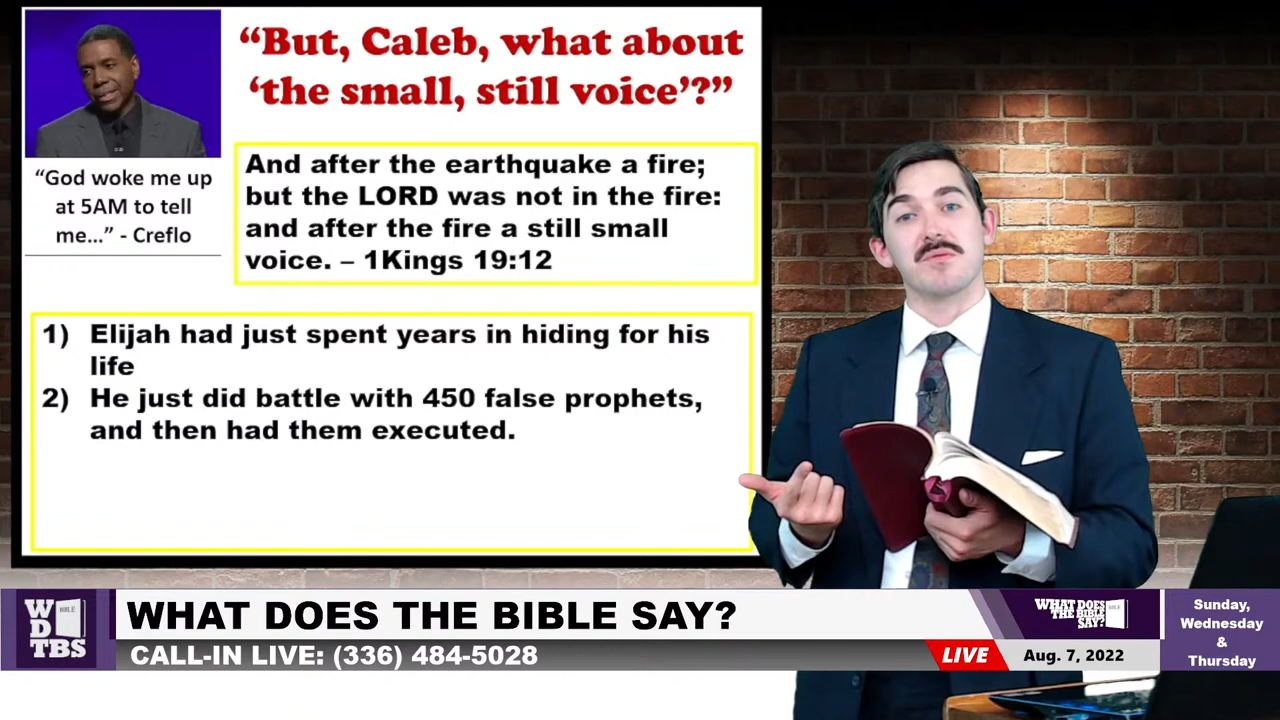 “But, Caleb, what about
‘the small, still voice’?”
“God woke me up
at 5AM to tell
me...” - Creflo
And after the earthquake a fire;
but the LORD was not in the fire:
and after the fire a still small
voice. – 1Kings 19:12
1) Elijah had just spent years in hiding for his
life
2) He just did battle with 450 false prophets,
and then had them executed.
W
D
TBS
BIBLE
WHAT DOES THE BIBLE SAY?
CALL-IN LIVE: (336) 484-5028
WHAT DOES
THE BIBLE
SAY?
LIVE
Aug. 7, 2022
Sunday,
Wednesday
&
Thursday